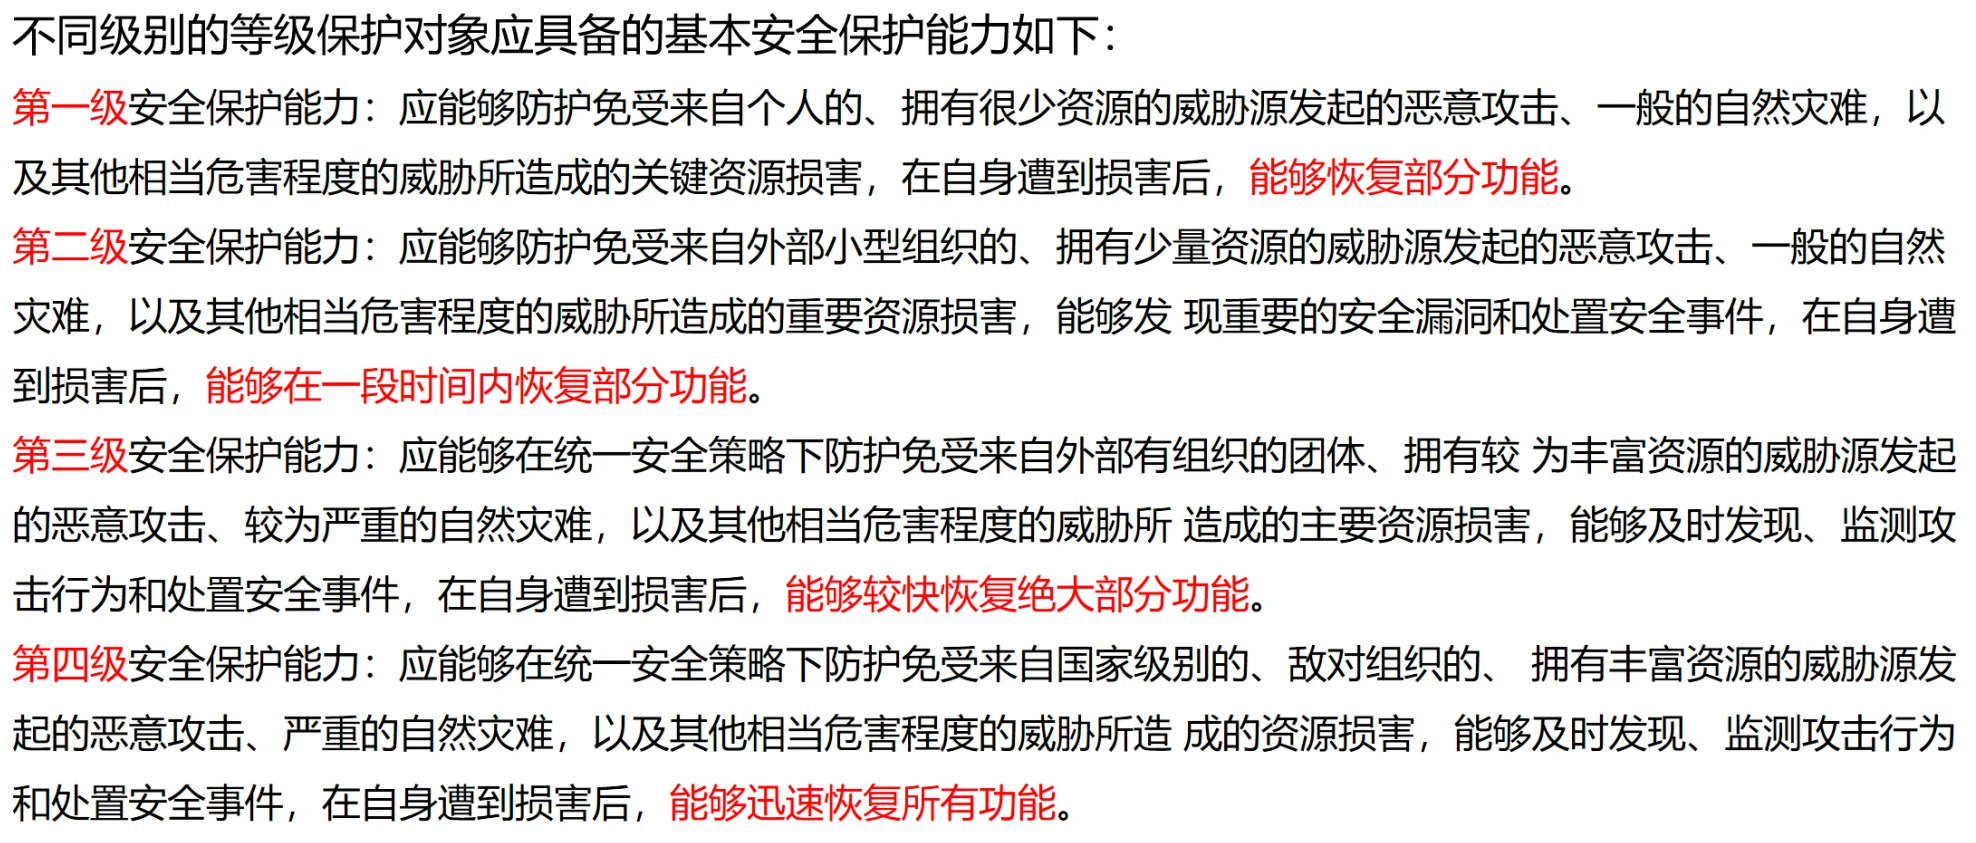 不同级别的等级保护对象应具备的基本安全保护能力如下：
第一级安全保护能力：应能够防护免受来自个人的、拥有很少资源的威胁源发起的恶意攻击、一般的自然灾难，以
及其他相当危害程度的威胁所造成的关键资源损害，在自身遭到损害后，能够恢复部分功能。
第二级安全保护能力：应能够防护免受来自外部小型组织的、拥有少量资源的威胁源发起的恶意攻击、一般的自然
灾难，以及其他相当危害程度的威胁所造成的重要资源损害，能够发 现重要的安全漏洞和处置安全事件，在自身遭
到损害后，能够在一段时间内恢复部分功能。
第三级安全保护能力：应能够在统一安全策略下防护免受来自外部有组织的团体、拥有较 为丰富资源的威胁源发起
的恶意攻击、较为严重的自然灾难，以及其他相当危害程度的威胁所 造成的主要资源损害，能够及时发现、监测攻
击行为和处置安全事件，在自身遭到损害后，能够较快恢复绝大部分功能。
第四级安全保护能力：应能够在统一安全策略下防护免受来自国家级别的、敌对组织的、 拥有丰富资源的威胁源发
起的恶意攻击、严重的自然灾难，以及其他相当危害程度的威胁所造 成的资源损害，能够及时发现、监测攻击行为
和处置安全事件，在自身遭到损害后，能够迅速恢复所有功能。